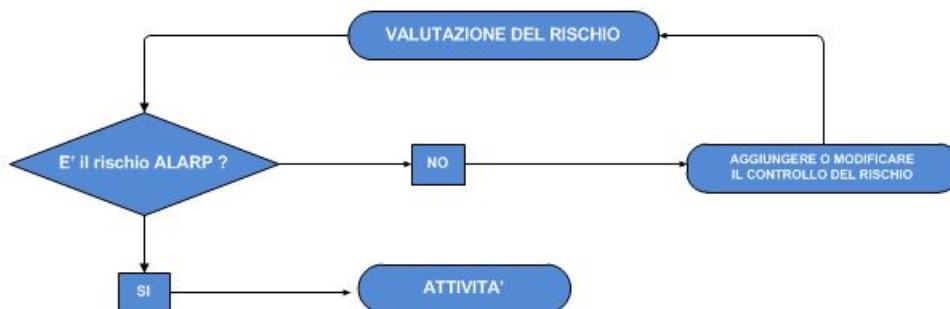 VALUTAZIONE DEL RISCHIO
E' il rischio ALARP ?
NO
AGGIUNGERE O MODIFICARE
IL CONTROLLO DEL RISCHIO
SI
ATTIVITA'